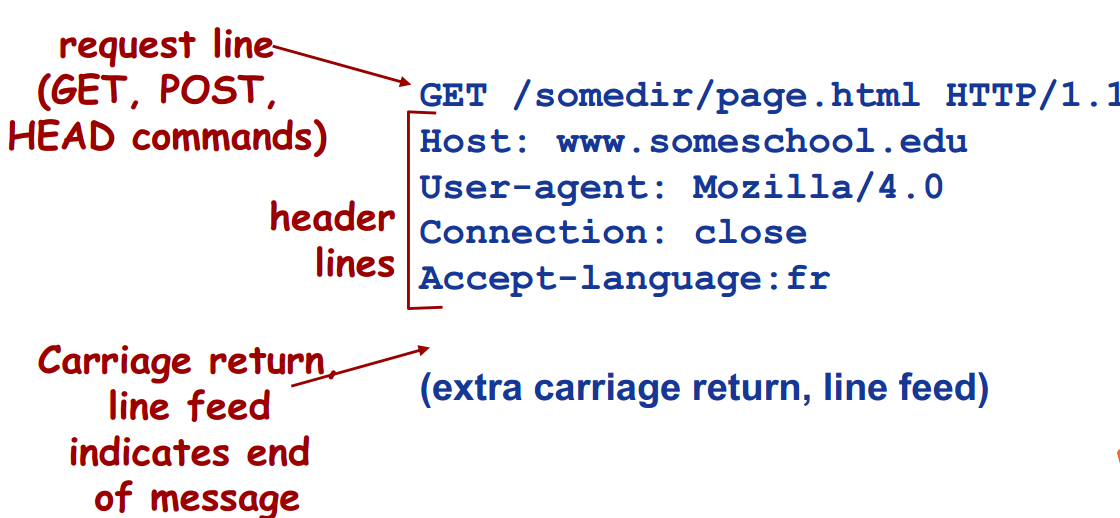 request line
(GET, POST,
HEAD commands)
GET /somedir/page.html HTTP/1.1
Host: www.someschool.edu
User-agent: Mozilla/4.0
Connection: close
Accept-language:fr
header
lines
Carriage return,
line feed
indicates end
of message
(extra carriage return, line feed)